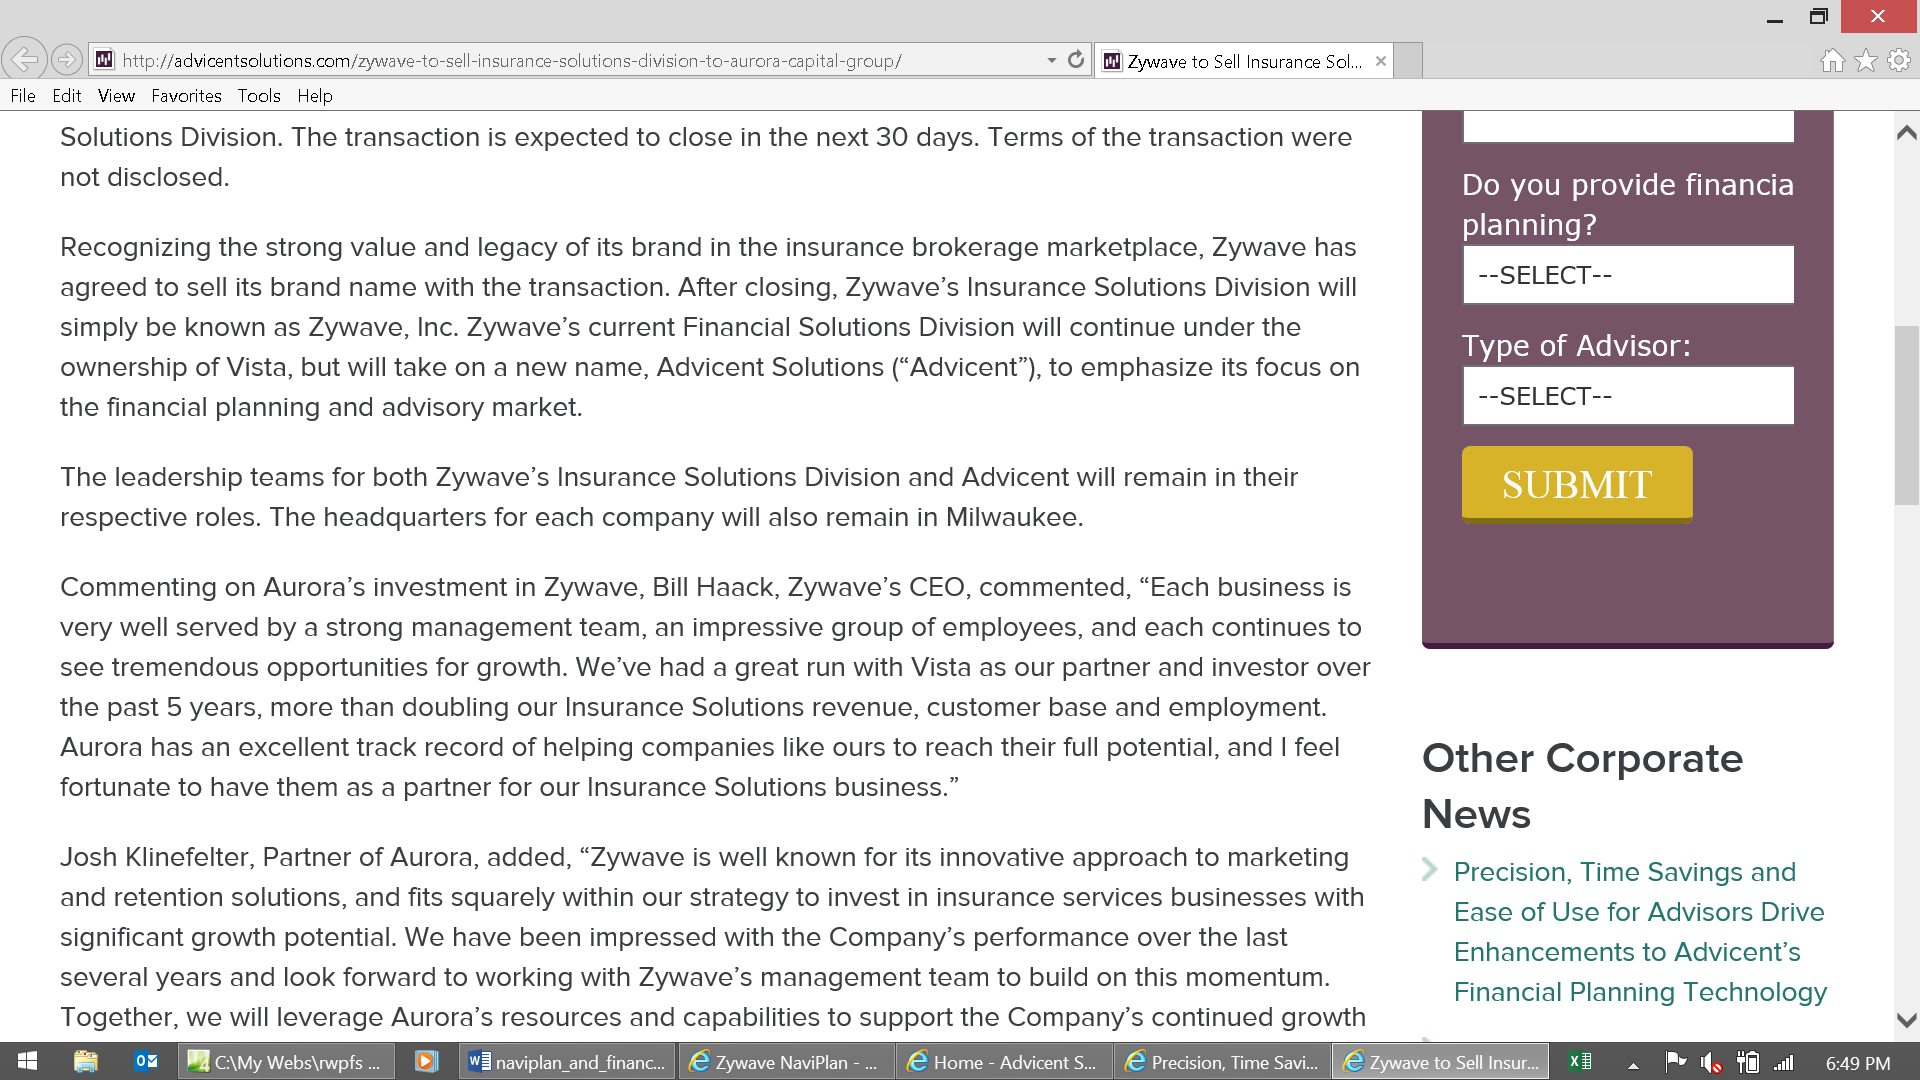 http://advicentsolutions.com/zywave-to-sell-insurance-solutions-division-to-aurora-capital-group/
Zywave to Sell Insurance Sol...
File Edit View Favorites Tools Help
Solutions Division. The transaction is expected to close in the next 30 days. Terms of the transaction were
not disclosed.
Recognizing the strong value and legacy of its brand in the insurance brokerage marketplace, Zywave has
agreed to sell its brand name with the transaction. After closing, Zywave’s Insurance Solutions Division will
simply be known as Zywave, Inc. Zywave’s current Financial Solutions Division will continue under the
ownership of Vista, but will take on a new name, Advicent Solutions (“Advicent”), to emphasize its focus on
the financial planning and advisory market.
The leadership teams for both Zywave’s Insurance Solutions Division and Advicent will remain in their
respective roles. The headquarters for each company will also remain in Milwaukee.
Commenting on Aurora’s investment in Zywave, Bill Haack, Zywave’s CEO, commented, “Each business is
very well served by a strong management team, an impressive group of employees, and each continues to
see tremendous opportunities for growth. We’ve had a great run with Vista as our partner and investor over
the past 5 years, more than doubling our Insurance Solutions revenue, customer base and employment.
Aurora has an excellent track record of helping companies like ours to reach their full potential, and I feel
fortunate to have them as a partner for our Insurance Solutions business.”
Josh Klinefelter, Partner of Aurora, added, “Zywave is well known for its innovative approach to marketing
and retention solutions, and fits squarely within our strategy to invest in insurance services businesses with
significant growth potential. We have been impressed with the Company’s performance over the last
several years and look forward to working with Zywave’s management team to build on this momentum.
Together, we will leverage Aurora’s resources and capabilities to support the Company’s continued growth
Do you provide financia
planning?
--SELECT--
Type of Advisor:
--SELECT--
SUBMIT
Other Corporate
News
Precision, Time Savings and
Ease of Use for Advisors Drive
Enhancements to Advicent’s
Financial Planning Technology
C:\My Webs\rwpfs ...
naviplan_and_financ...
Zywave NaviPlan - ...
Home - Advicent S...
Precision, Time Savi...
Zywave to Sell Insur...
6:49 PM